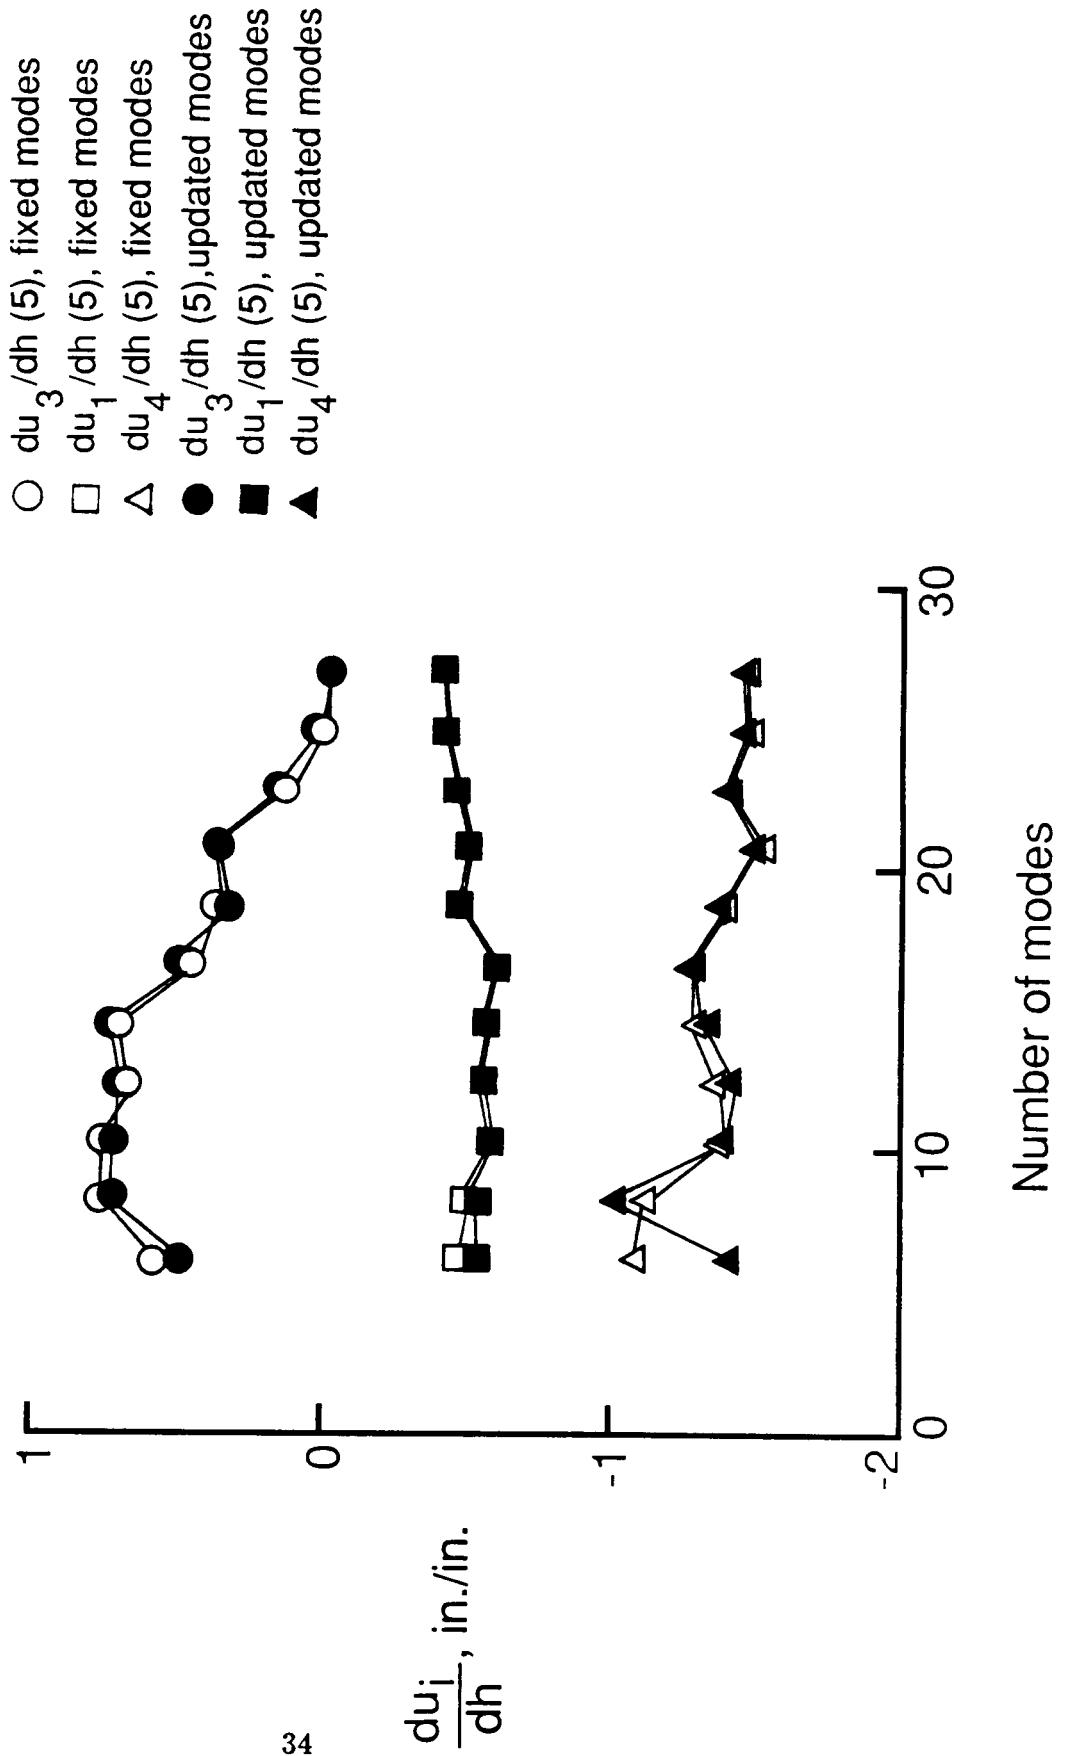 du3/dh (5), fixed modes
du1/dh (5), fixed modes
du4/dh (5), fixed modes
du3/dh (5),updated modes
du1/dh (5), updated modes
du4/dh (5), updated modes
1
0
-1
-2
dui
dh
, in./in.
0
10
20
30
Number of modes
34